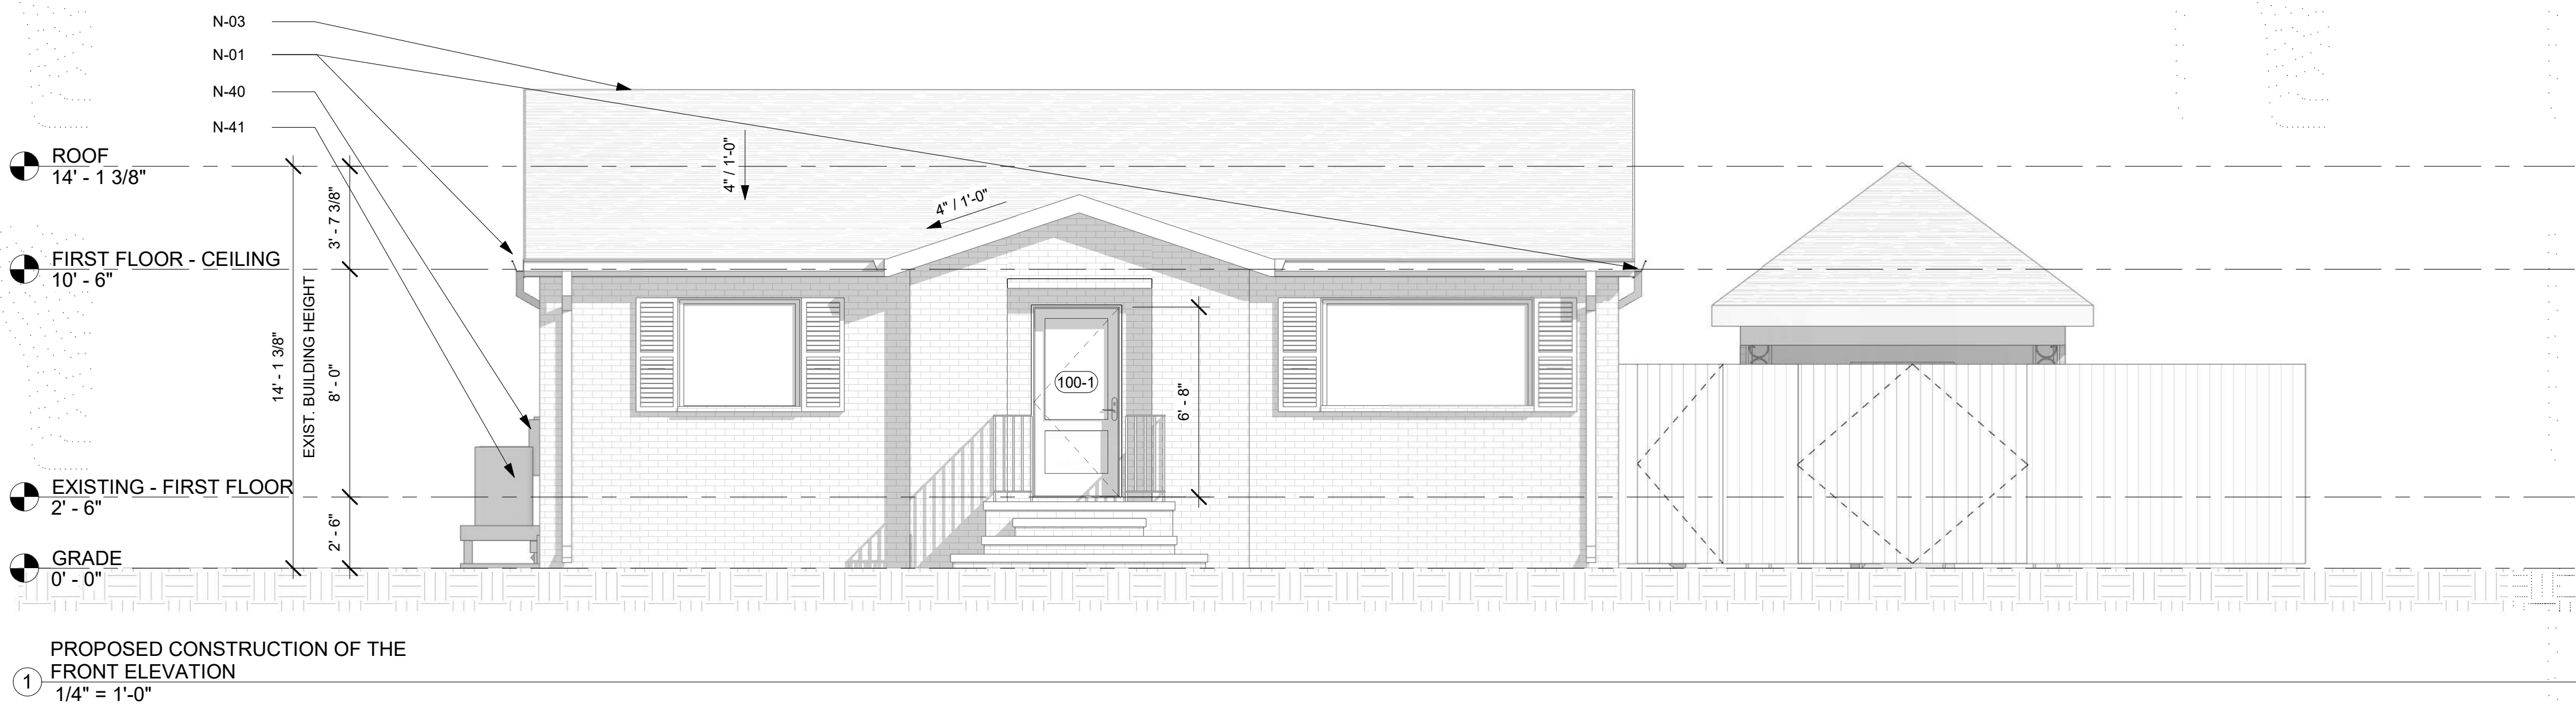 N-03
N-01
N-40
N-41
ROOF
14' - 1 3/8"
FIRST FLOOR - CEILING
10' - 6"
EXISTING - FIRST FLOOR
2' - 6"
GRADE
0' - 0"
14' - 1 3/8"
EXIST. BUILDING HEIGHT
3' - 7 3/8"
8' - 0"
2' - 6"
4" / 1'-0"
4" / 1'-0"
100-1
6' - 8"
1
PROPOSED CONSTRUCTION OF THE
FRONT ELEVATION
1/4" = 1'-0"